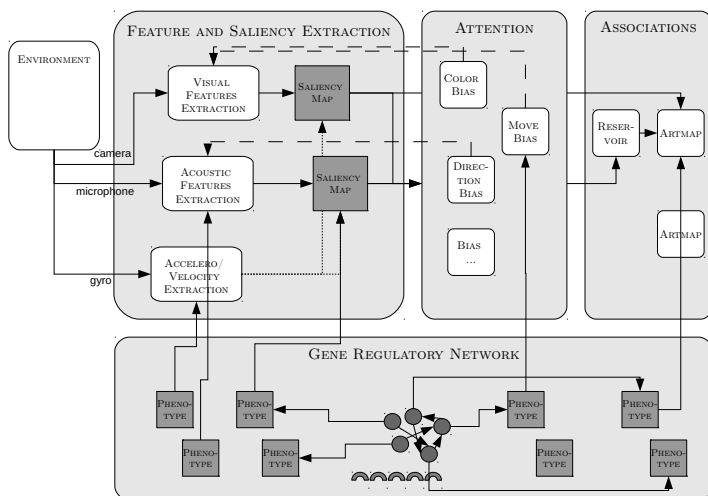 FEATURE AND SALIENCY EXTRACTION
ATTENTION
ASSOCIATIONS
ENVIRONMENT
VISUAL
FEATURES
EXTRACTION
SALIENCY
MAP
COLOR
BIAS
MOVE
BIAS
RESER-
VOIR
ARTMAP
camera
microphone
ACOUSTIC
FEATURES
EXTRACTION
SALIENCY
MAP
DIREC-
TION
BIAS
ARTMAP
BIAS
...
gyro
ACCELERO/
VELOCITY
EXTRACTION
GENE REGULATORY NETWORK
PHENO-
TYPE
PHENO-
TYPE
PHENO-
TYPE
PHENO-
TYPE
PHENO-
TYPE
PHENO-
TYPE
PHENO-
TYPE
PHENO-
TYPE